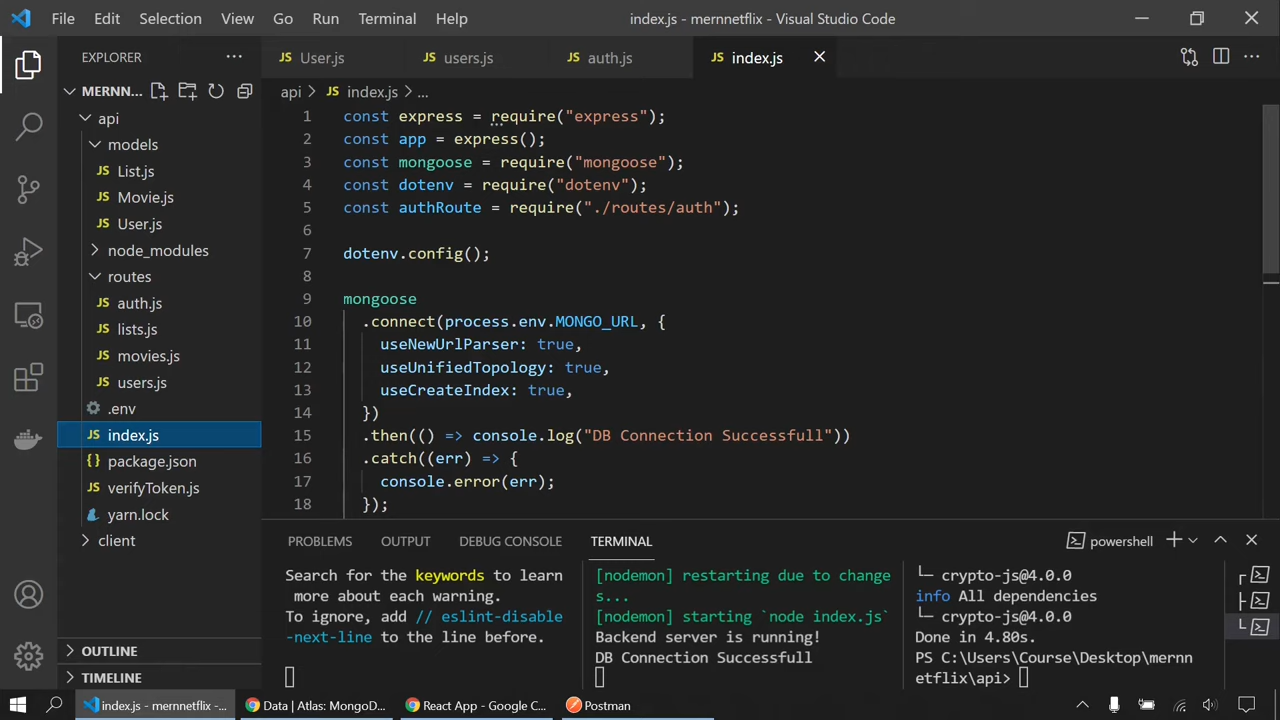 File Edit Selection View Go Run Terminal Help index.js - mernnetflix - Visual Studio Code
EXPLORER
JS User.js JS users.js JS auth.js JS index.js
MERNN...
api > JS index.js > ...
api
models
JS List.js
JS Movie.js
JS User.js
node_modules
routes
JS auth.js
JS lists.js
JS movies.js
JS users.js
.env
JS index.js
{} package.json
JS verifyToken.js
yarn.lock
client
OUTLINE
TIMELINE
1 const express = require("express");
2 const app = express();
3 const mongoose = require("mongoose");
4 const dotenv = require("dotenv");
5 const authRoute = require("./routes/auth");
6
7 dotenv.config();
8
9 mongoose
10 .connect(process.env.MONGO_URL, {
11 useNewUrlParser: true,
12 useUnifiedTopology: true,
13 useCreateIndex: true,
14 })
15 .then(() => console.log("DB Connection Successfull"))
16 .catch((err) => {
17 console.error(err);
18 });
PROBLEMS OUTPUT DEBUG CONSOLE TERMINAL powershell
Search for the keywords to learn
more about each warning.
To ignore, add // eslint-disable
-next-line to the line before.
[nodemon] restarting due to change
s...
[nodemon] starting `node index.js`
Backend server is running!
DB Connection Successfull
└─ crypto-js@4.0.0
info All dependencies
└─ crypto-js@4.0.0
Done in 4.80s.
PS C:\Users\Course\Desktop\mernn
etflix\api>
index.js - mernnetflix -... Data | Atlas: MongoD... React App - Google C... Postman